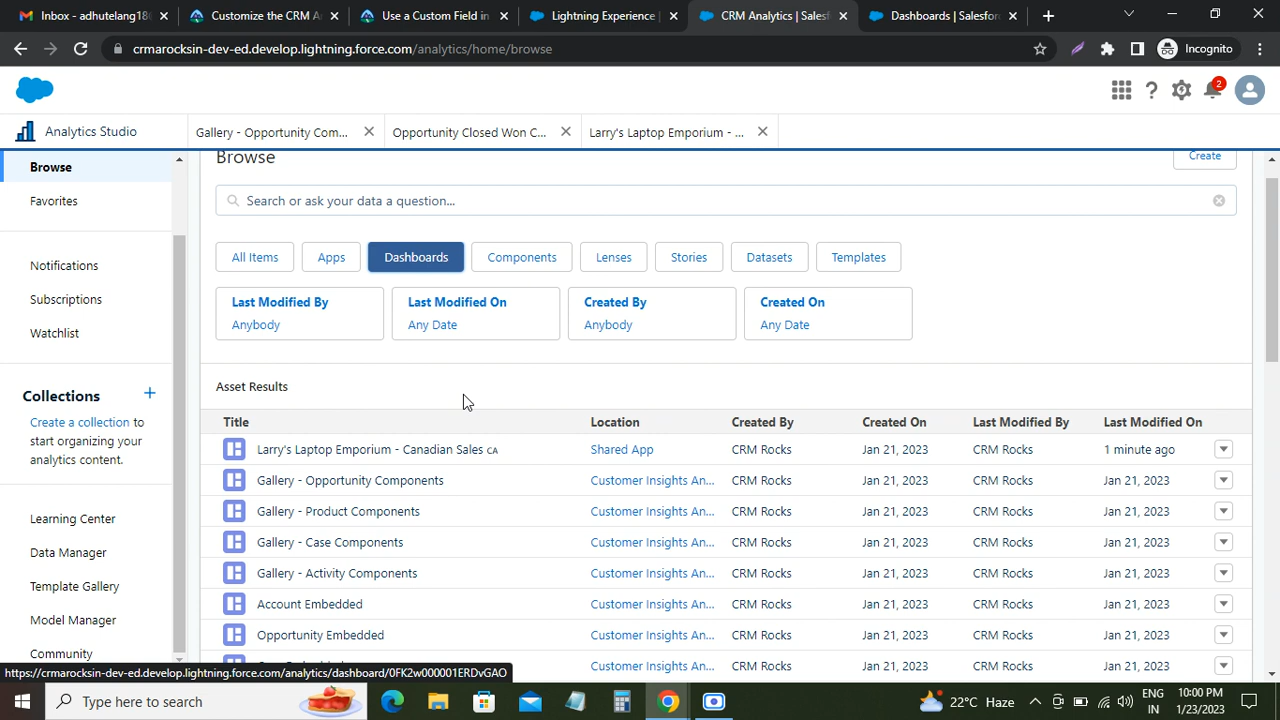 Inbox - adhutelang186
Customize the CRM A
Use a Custom Field in
Lightning Experience |
CRM Analytics | Salesf
Dashboards | Salesfor
crmarocksin-dev-ed.develop.lightning.force.com/analytics/home/browse
Incognito
2
Analytics Studio
Gallery - Opportunity Com...
Opportunity Closed Won C...
Larry's Laptop Emporium - ...
Browse
Favorites
Notifications
Subscriptions
Watchlist
Collections
Create a collection to
start organizing your
analytics content.
Learning Center
Data Manager
Template Gallery
Model Manager
Community
Browse
Create
Search or ask your data a question...
All Items
Apps
Dashboards
Components
Lenses
Stories
Datasets
Templates
Last Modified By
Anybody
Last Modified On
Any Date
Created By
Anybody
Created On
Any Date
Asset Results
Title Location Created By Created On Last Modified By Last Modified On
Larry's Laptop Emporium - Canadian Sales CA Shared App CRM Rocks Jan 21, 2023 CRM Rocks 1 minute ago
Gallery - Opportunity Components Customer Insights An... CRM Rocks Jan 21, 2023 CRM Rocks Jan 21, 2023
Gallery - Product Components Customer Insights An... CRM Rocks Jan 21, 2023 CRM Rocks Jan 21, 2023
Gallery - Case Components Customer Insights An... CRM Rocks Jan 21, 2023 CRM Rocks Jan 21, 2023
Gallery - Activity Components Customer Insights An... CRM Rocks Jan 21, 2023 CRM Rocks Jan 21, 2023
Account Embedded Customer Insights An... CRM Rocks Jan 21, 2023 CRM Rocks Jan 21, 2023
Opportunity Embedded Customer Insights An... CRM Rocks Jan 21, 2023 CRM Rocks Jan 21, 2023
Customer Insights An... CRM Rocks Jan 21, 2023 CRM Rocks Jan 21, 2023
https://crmarocksin-dev-ed.develop.lightning.force.com/analytics/dashboard/0FK2w000001ERDvGAO
Type here to search
22°C Haze
ENG
IN
10:00 PM
1/23/2023